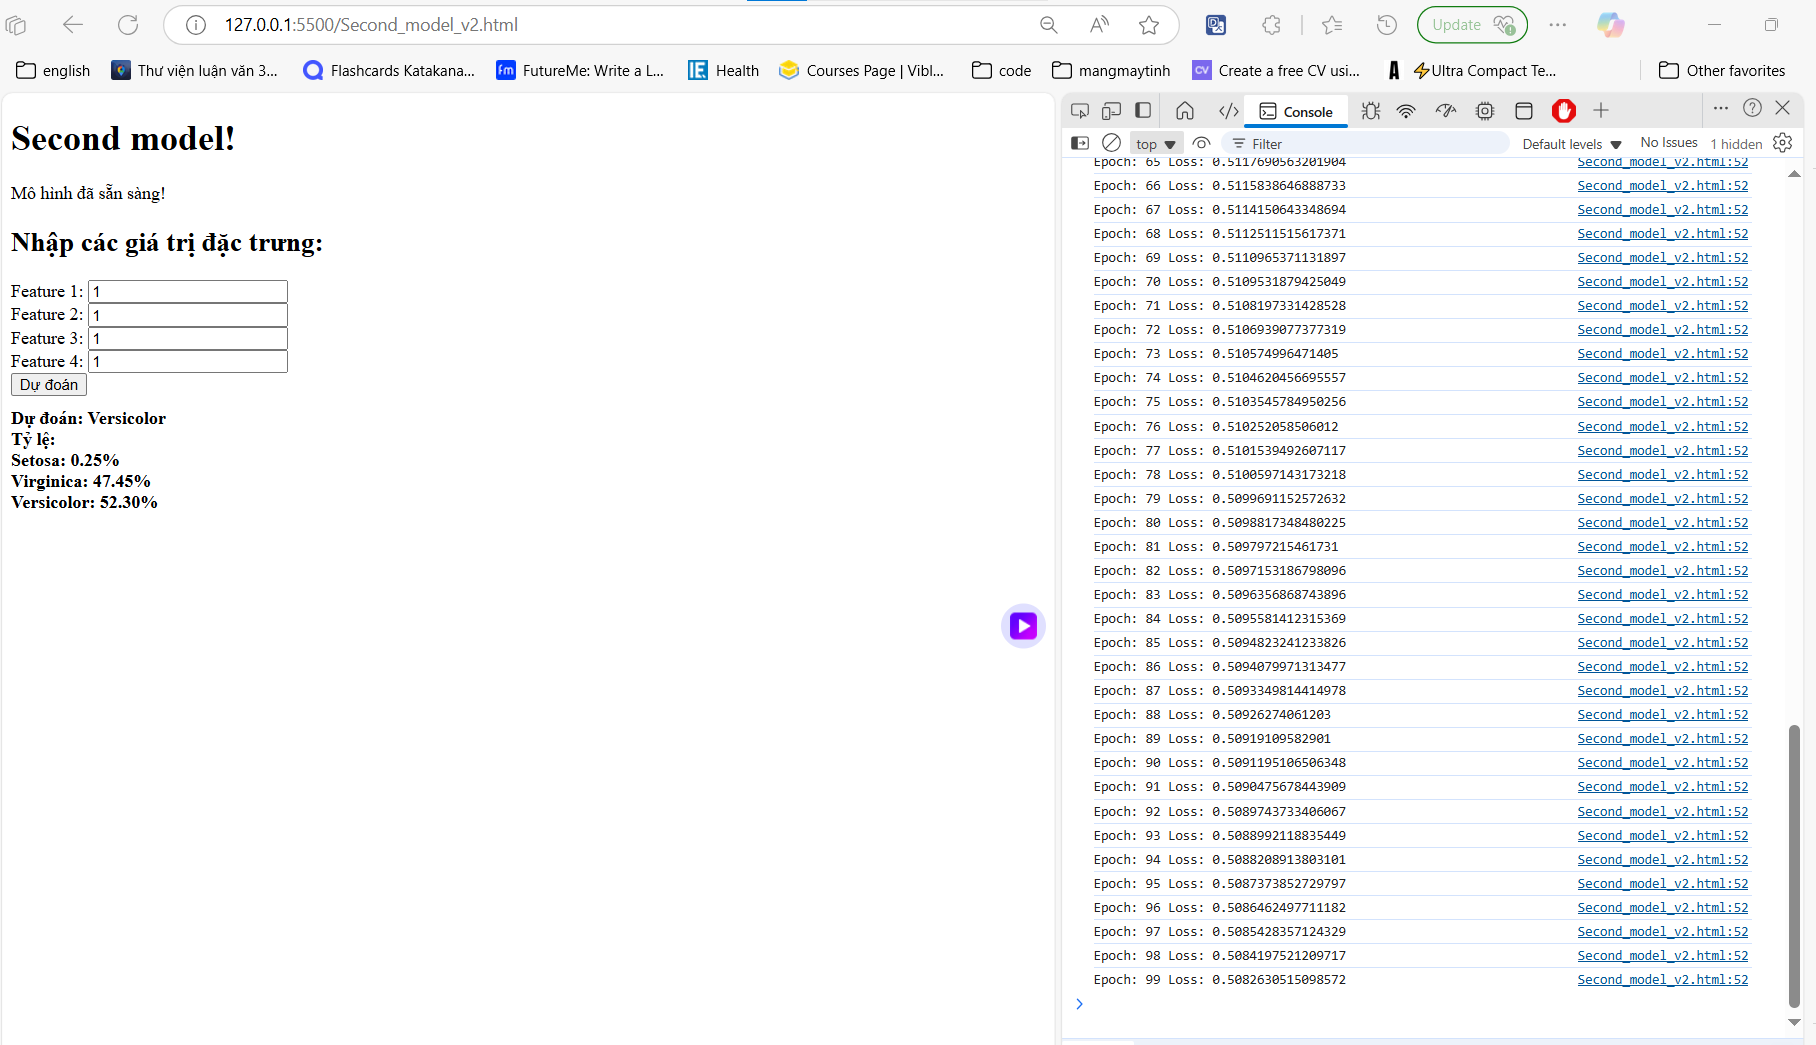 127.0.0.1:5500/Second_model_v2.html
Update
english
Thư viện luận văn 3...
Flashcards Katakana...
FutureMe: Write a L...
Health
Courses Page | Vibl...
code
mangmaytinh
Create a free CV usi...
Ultra Compact Te...
Other favorites
Second model!
Mô hình đã sẵn sàng!
Nhập các giá trị đặc trưng:
Feature 1: 1
Feature 2: 1
Feature 3: 1
Feature 4: 1
Dự đoán
Dự đoán: Versicolor
Tỷ lệ:
Setosa: 0.25%
Virginica: 47.45%
Versicolor: 52.30%
Console
top
Filter
Default levels
No Issues
1 hidden
Epoch: 65 Loss: 0.5117690563201904 Second_model_v2.html:52
Epoch: 66 Loss: 0.5115838646888733 Second_model_v2.html:52
Epoch: 67 Loss: 0.5114150643348694 Second_model_v2.html:52
Epoch: 68 Loss: 0.5112511515617371 Second_model_v2.html:52
Epoch: 69 Loss: 0.5110965371131897 Second_model_v2.html:52
Epoch: 70 Loss: 0.5109531879425049 Second_model_v2.html:52
Epoch: 71 Loss: 0.5108197331428528 Second_model_v2.html:52
Epoch: 72 Loss: 0.5106939077377319 Second_model_v2.html:52
Epoch: 73 Loss: 0.510574996471405 Second_model_v2.html:52
Epoch: 74 Loss: 0.5104620456695557 Second_model_v2.html:52
Epoch: 75 Loss: 0.5103545784950256 Second_model_v2.html:52
Epoch: 76 Loss: 0.510252058506012 Second_model_v2.html:52
Epoch: 77 Loss: 0.5101539492607117 Second_model_v2.html:52
Epoch: 78 Loss: 0.5100597143173218 Second_model_v2.html:52
Epoch: 79 Loss: 0.5099691152572632 Second_model_v2.html:52
Epoch: 80 Loss: 0.5098817348480225 Second_model_v2.html:52
Epoch: 81 Loss: 0.509797215461731 Second_model_v2.html:52
Epoch: 82 Loss: 0.5097153186798096 Second_model_v2.html:52
Epoch: 83 Loss: 0.5096356868743896 Second_model_v2.html:52
Epoch: 84 Loss: 0.5095581412315369 Second_model_v2.html:52
Epoch: 85 Loss: 0.5094823241233826 Second_model_v2.html:52
Epoch: 86 Loss: 0.5094079971313477 Second_model_v2.html:52
Epoch: 87 Loss: 0.5093349814414978 Second_model_v2.html:52
Epoch: 88 Loss: 0.50926274061203 Second_model_v2.html:52
Epoch: 89 Loss: 0.50919109582901 Second_model_v2.html:52
Epoch: 90 Loss: 0.5091195106506348 Second_model_v2.html:52
Epoch: 91 Loss: 0.5090475678443909 Second_model_v2.html:52
Epoch: 92 Loss: 0.5089743733406067 Second_model_v2.html:52
Epoch: 93 Loss: 0.5088992118835449 Second_model_v2.html:52
Epoch: 94 Loss: 0.5088208913803101 Second_model_v2.html:52
Epoch: 95 Loss: 0.5087373852729797 Second_model_v2.html:52
Epoch: 96 Loss: 0.5086462497711182 Second_model_v2.html:52
Epoch: 97 Loss: 0.5085428357124329 Second_model_v2.html:52
Epoch: 98 Loss: 0.5084197521209717 Second_model_v2.html:52
Epoch: 99 Loss: 0.5082630515098572 Second_model_v2.html:52